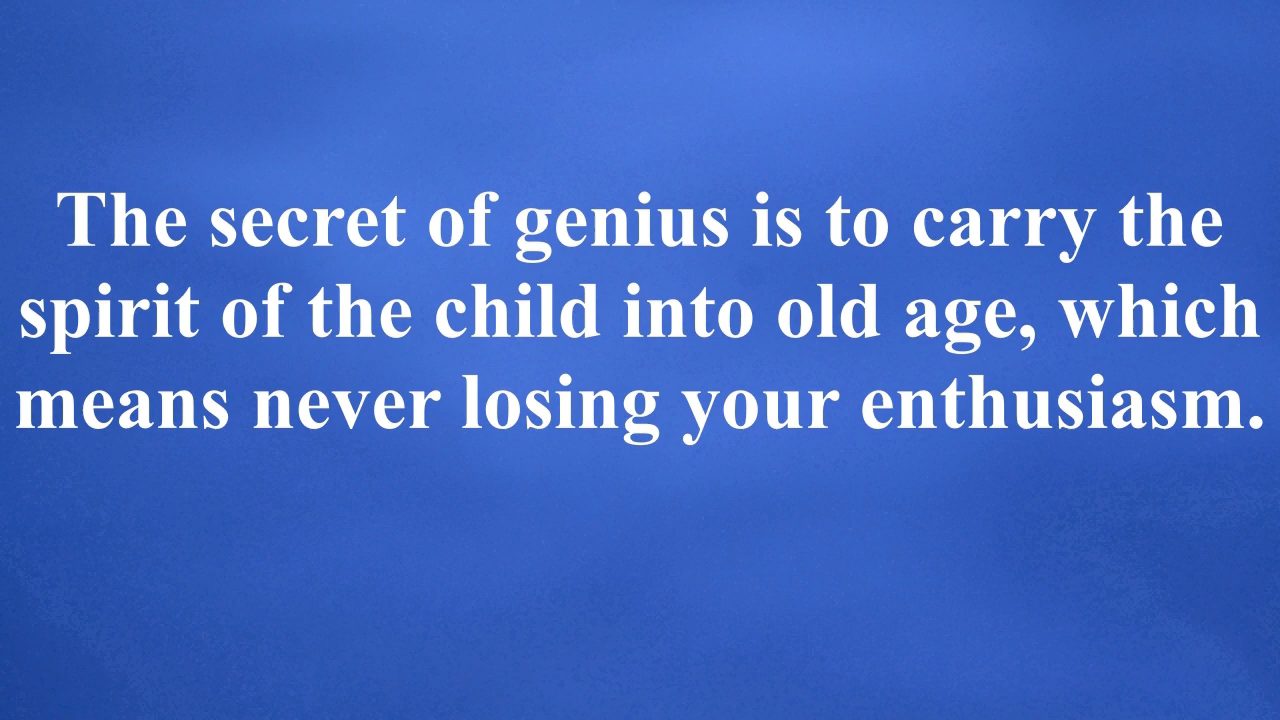 The secret of genius is to carry the
spirit of the child into old age, which
means never losing your enthusiasm.